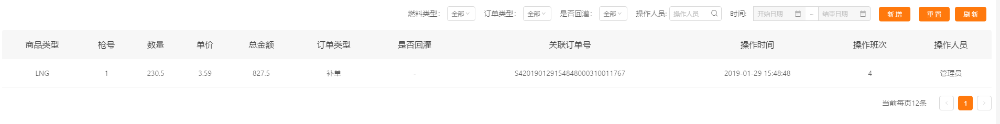 燃料类型： 全部 订单类型： 全部 是否回灌： 全部 操作人员: 操作人员 时间: 开始日期 ~ 结束日期 新增 重置 刷新
商品类型 枪号 数量 单价 总金额 订单类型 是否回灌 关联订单号 操作时间 操作班次 操作人员
LNG 1 230.5 3.59 827.5 补单 - S4201901291548480003​10011767 2019-01-29 15:48:48 4 管理员
当前每页12条 < 1 >